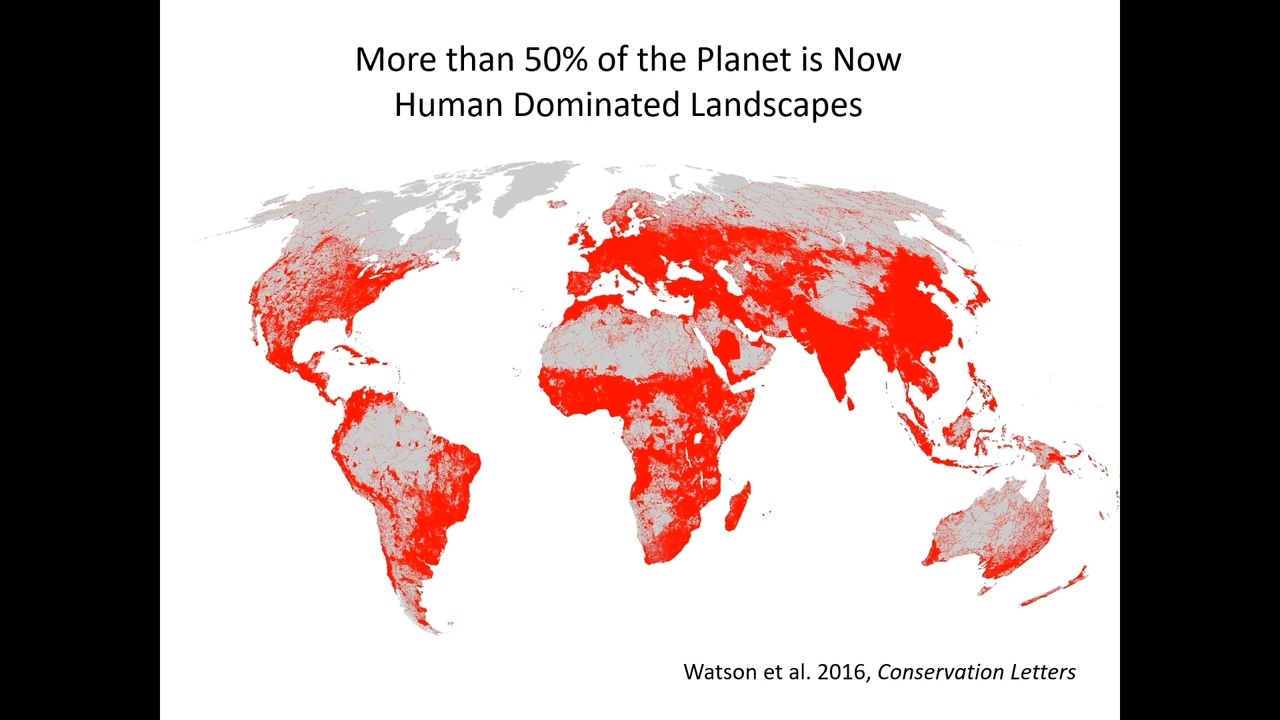 More than 50% of the Planet is Now
Human Dominated Landscapes
Watson et al. 2016, Conservation Letters